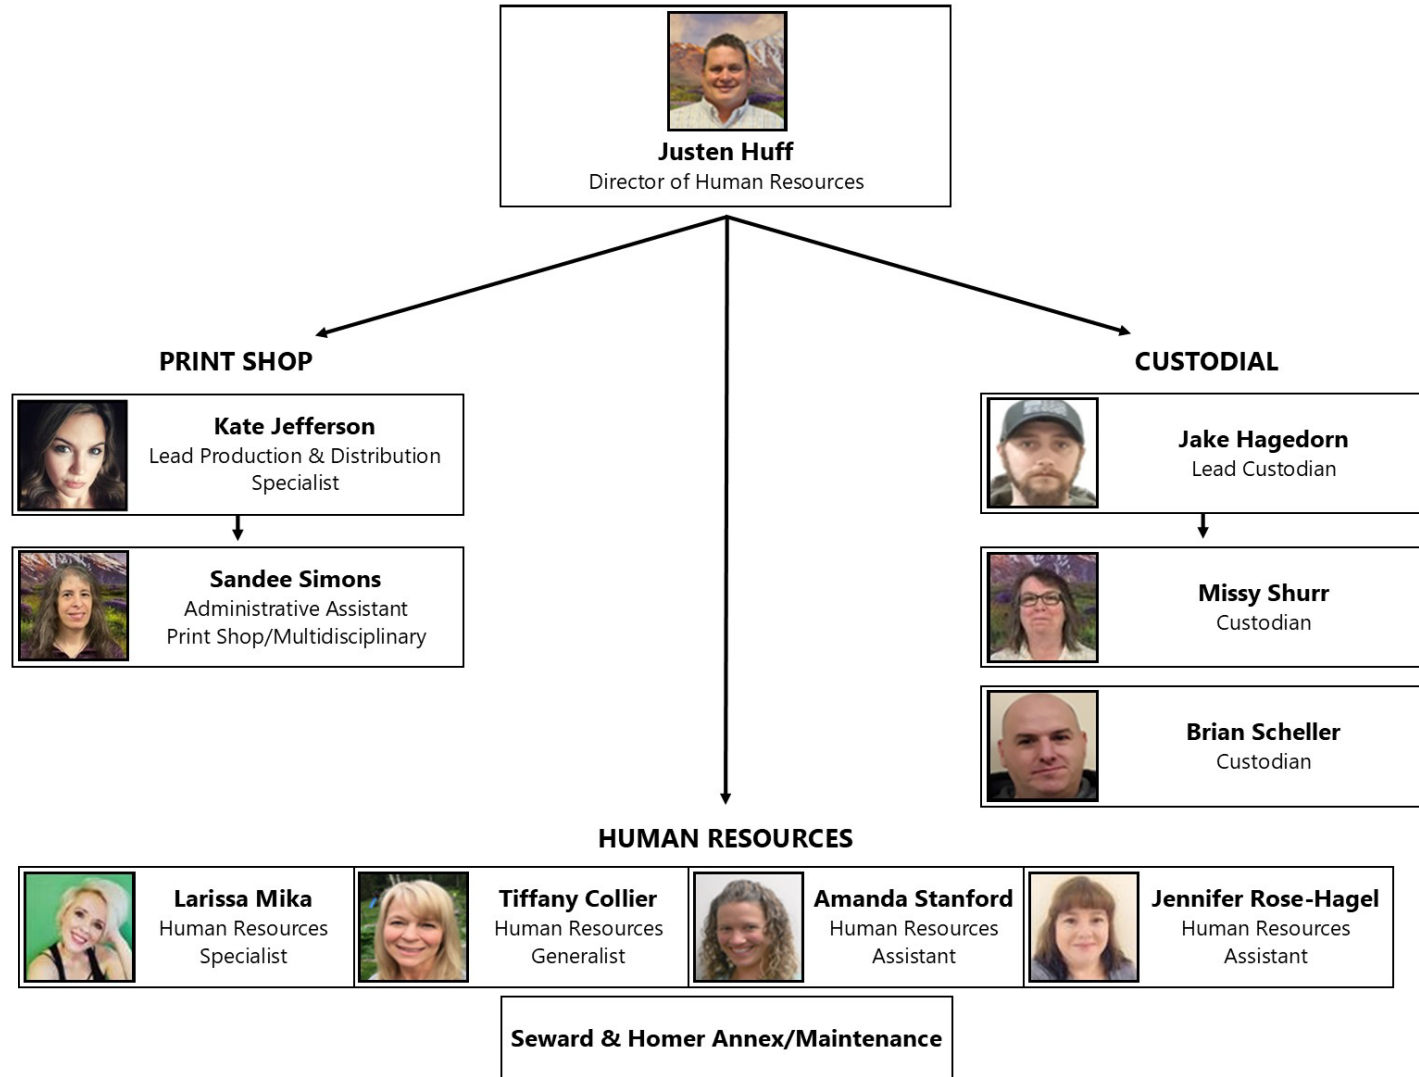 Justen Huff
Director of Human Resources
PRINT SHOP
Kate Jefferson
Lead Production & Distribution
Specialist
Sandee Simons
Administrative Assistant
Print Shop/Multidisciplinary
CUSTODIAL
Jake Hagedorn
Lead Custodian
Missy Shurr
Custodian
Brian Scheller
Custodian
HUMAN RESOURCES
Larissa Mika
Human Resources
Specialist
Tiffany Collier
Human Resources
Generalist
Amanda Stanford
Human Resources
Assistant
Jennifer Rose-Hagel
Human Resources
Assistant
Seward & Homer Annex/Maintenance